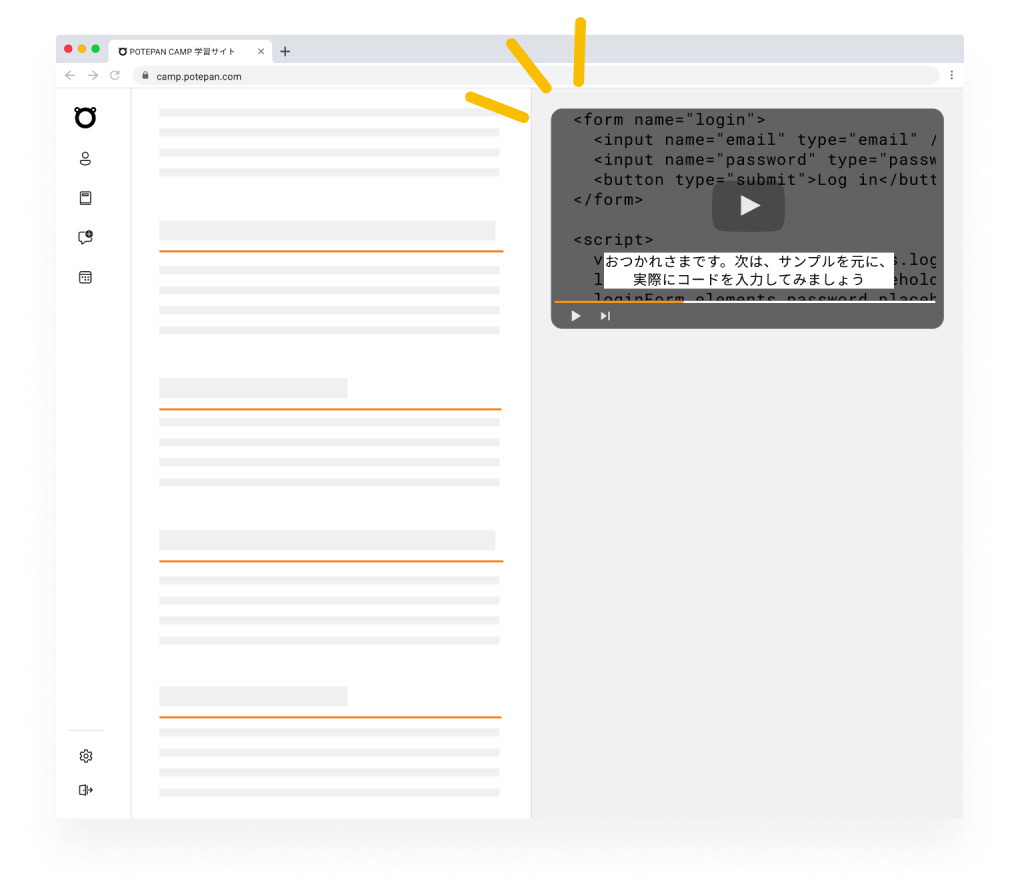 POTEPAN CAMP 学習サイト
camp.potepan.com
<form name="login">
<input name="email" type="email" /
<input name="password" type="passw
<button type="submit">Log in</butt
</form>
<script>
v s.log
おつかれさまです。次は、サンプルを元に、
l ehold
実際にコードを入力してみましょう
loginForm.elements.password.placeh